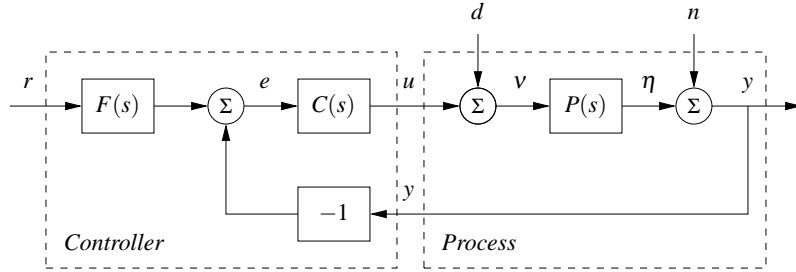 d
n
r
F(s)
Σ
e
C(s)
u
Σ
ν
P(s)
η
Σ
y
−1
y
Controller
Process